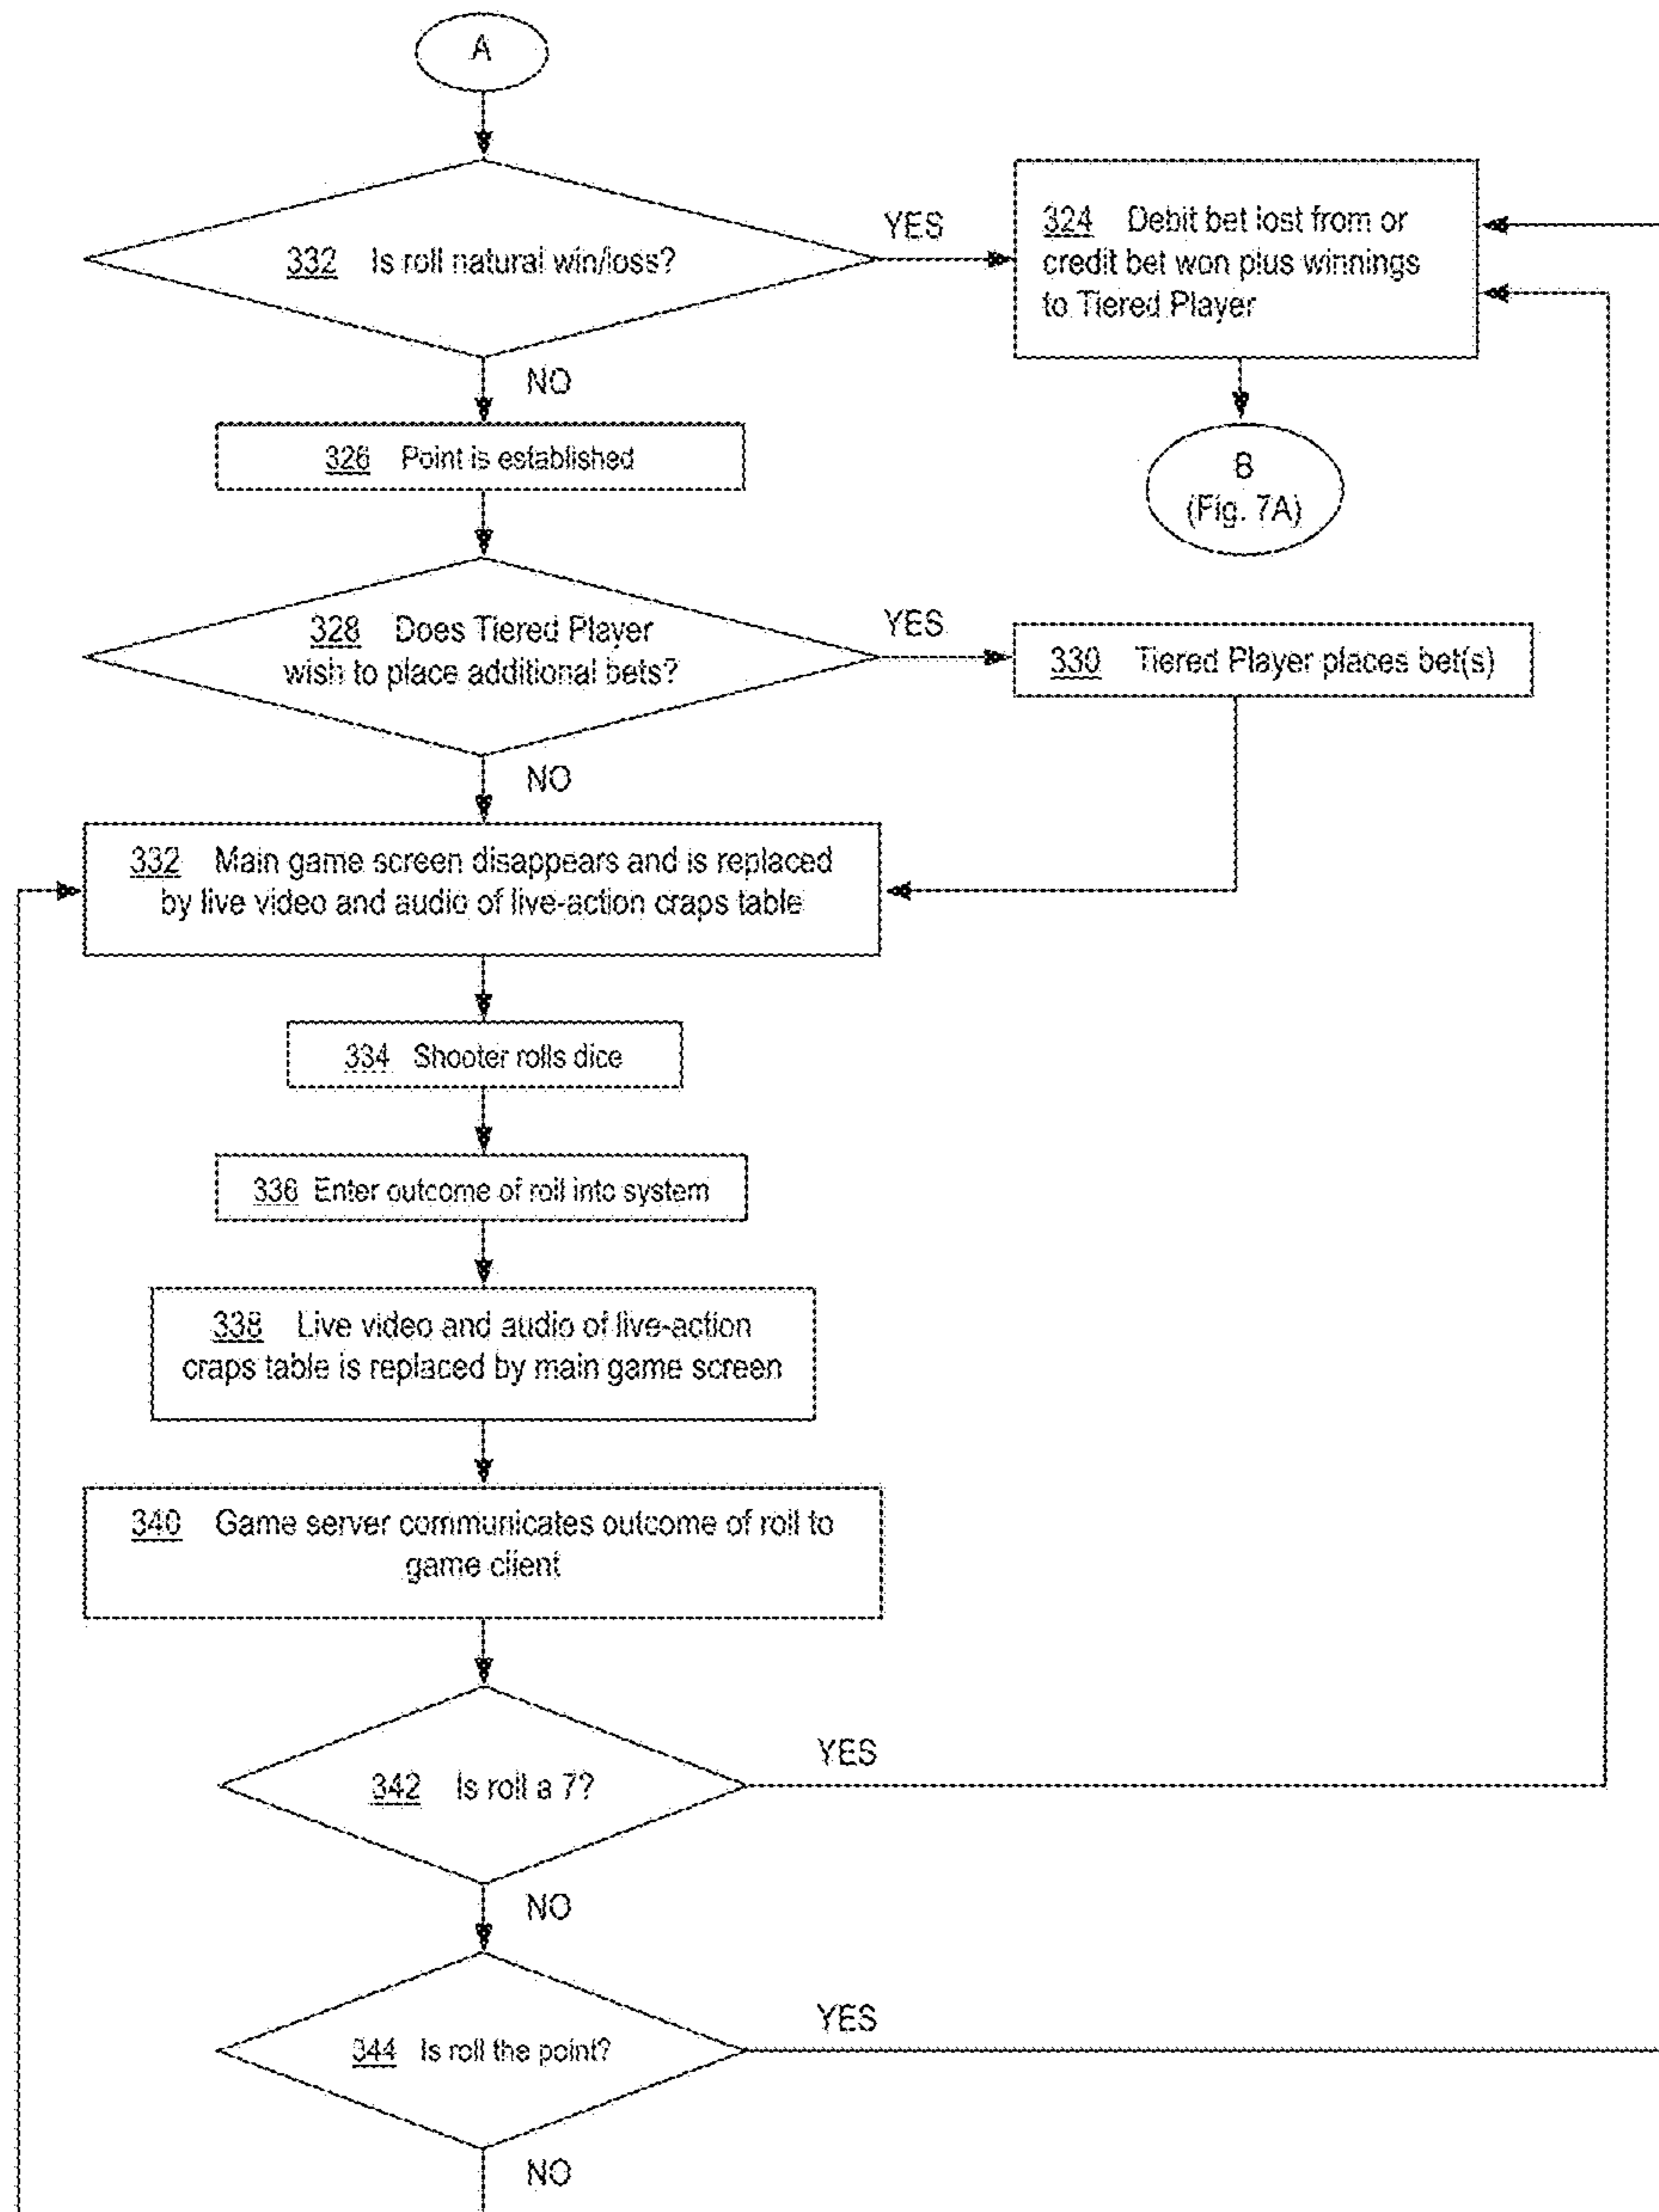 A
332 Is roll natural win/loss?
YES
324 Debit bet lost from or
credit bet won plus winnings
to Tiered Player
NO
326 Point is established
B
(Fig. 7A)
328 Does Tiered Player
wish to place additional bets?
YES
330 Tiered Player places bet(s)
NO
332 Main game screen disappears and is replaced
by live video and audio of live-action craps table
334 Shooter rolls dice
336 Enter outcome of roll into system
338 Live video and audio of live-action
craps table is replaced by main game screen
340 Game server communicates outcome of roll to
game client
342 Is roll a 7?
YES
NO
344 Is roll the point?
YES
NO